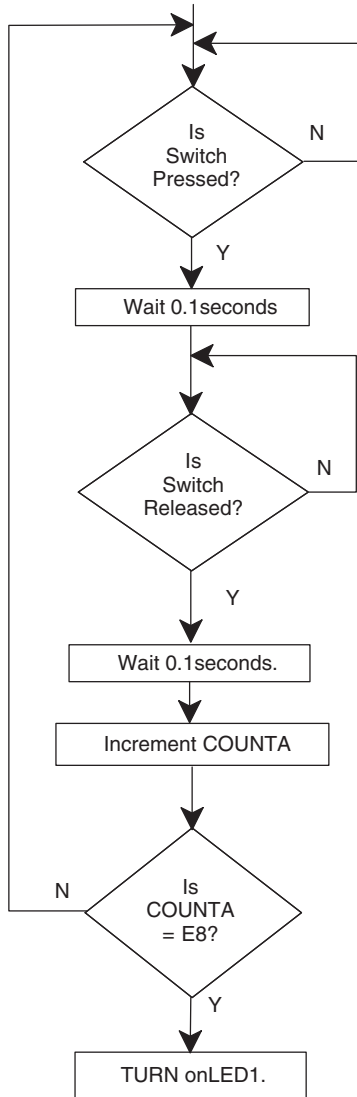 Is
Switch
Pressed?
N
Y
Wait 0.1seconds
Is
Switch
Released?
N
Y
Wait 0.1seconds.
Increment COUNTA
Is
COUNTA
= E8?
N
Y
TURN onLED1.